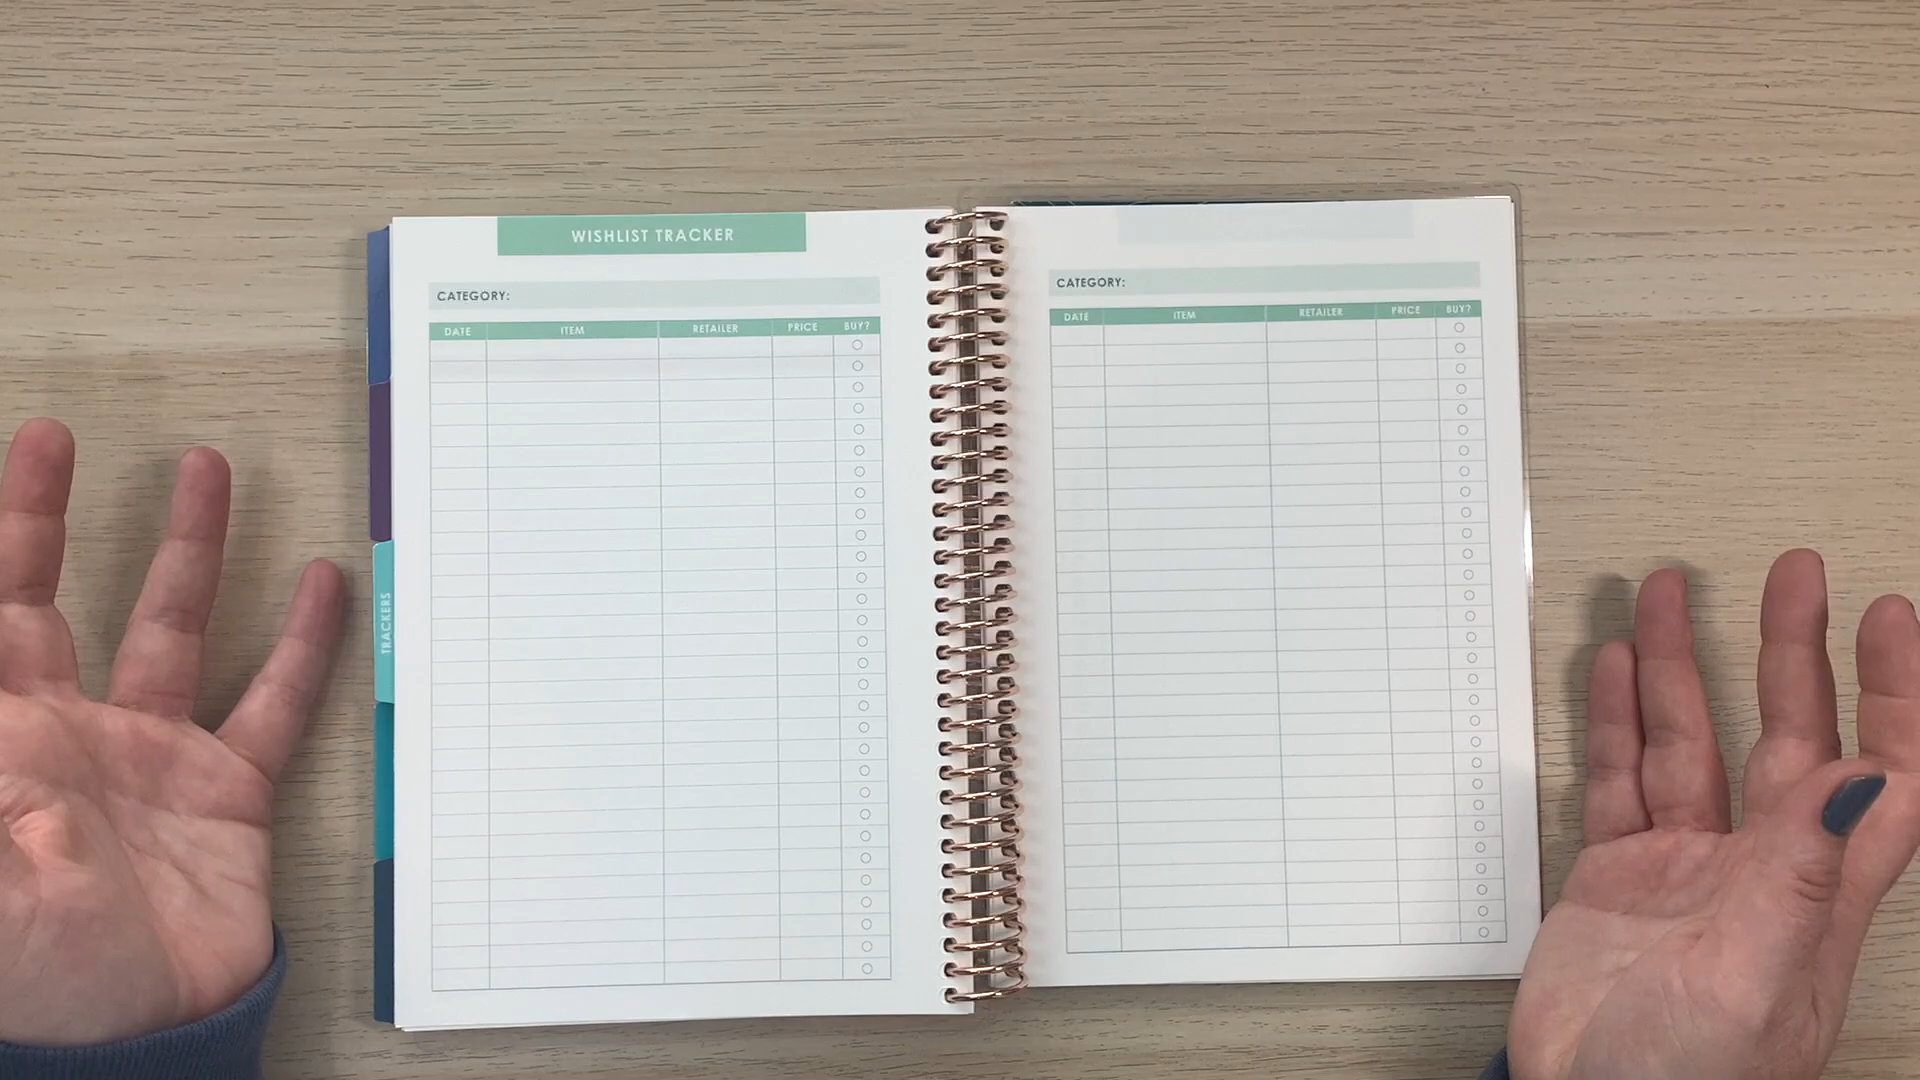 WISHLIST TRACKER
CATEGORY:
DATE ITEM RETAILER PRICE BUY?
TRACKERS
CATEGORY:
DATE ITEM RETAILER PRICE BUY?